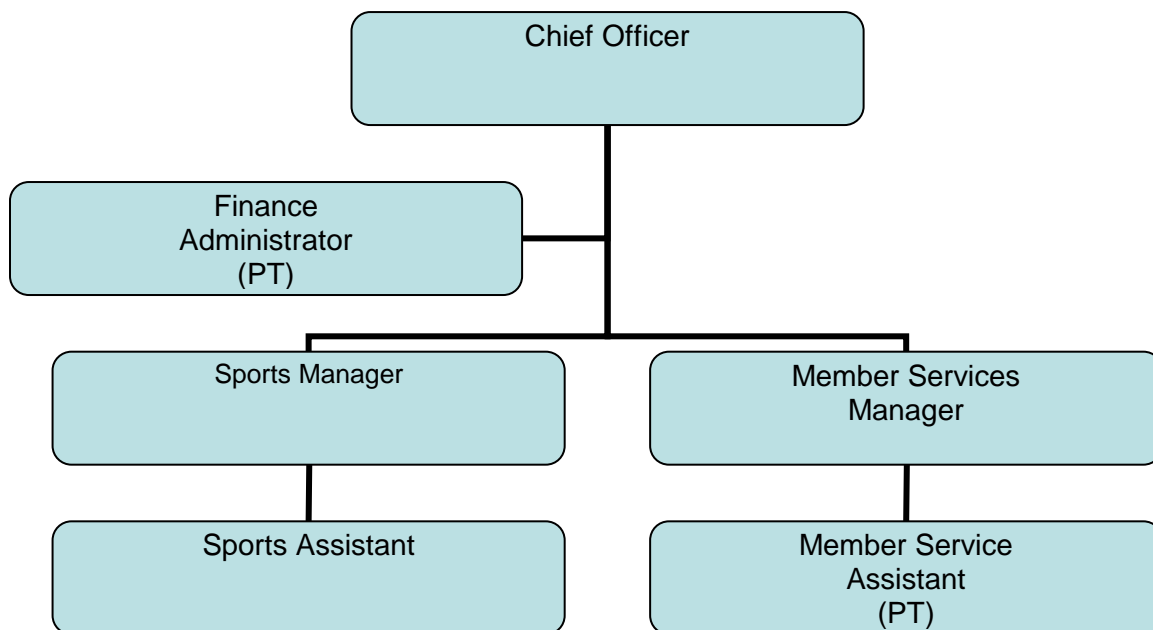 Chief Officer
Finance
Administrator
(PT)
Sports Manager
Member Services
Manager
Sports Assistant
Member Service
Assistant
(PT)